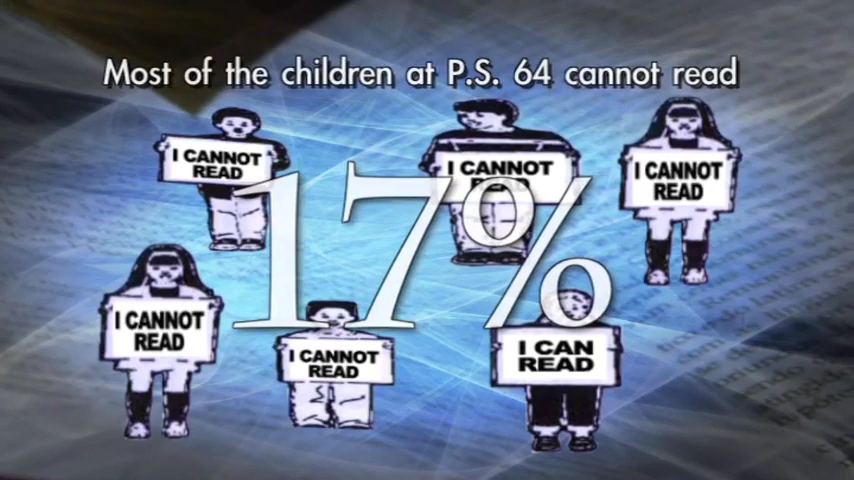 Most of the children at P.S. 64 cannot read
I CANNOT
READ
I CANNOT
READ
I CANNOT
READ
17%
I CANNOT
READ
I CANNOT
READ
I CAN
READ